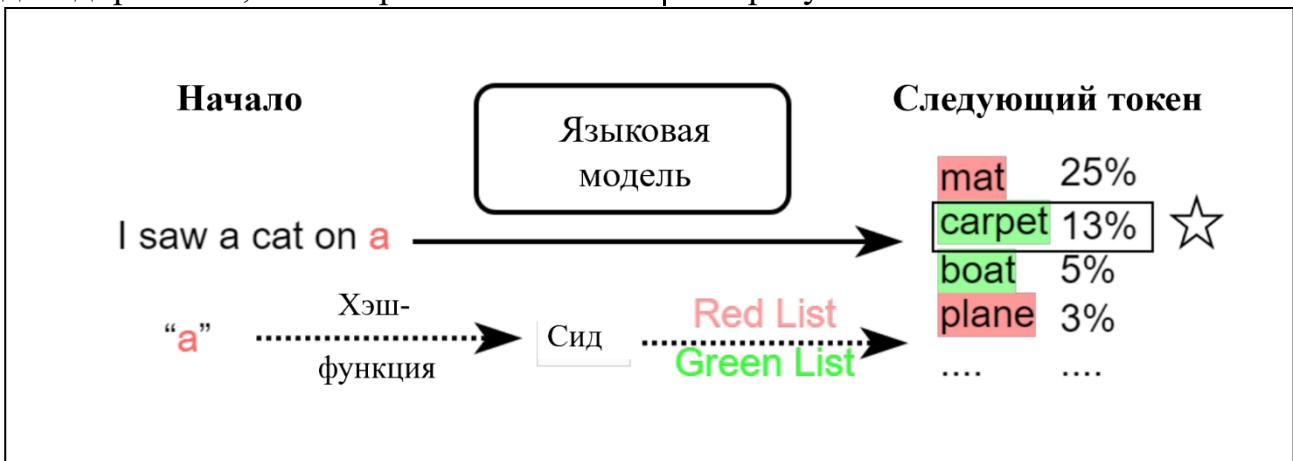 Начало
Языковая
модель
Следующий токен
I saw a cat on a
mat 25%
carpet 13%
boat 5%
plane 3%
.... ....
“a”
Хэш-
функция
Сид
Red List
Green List